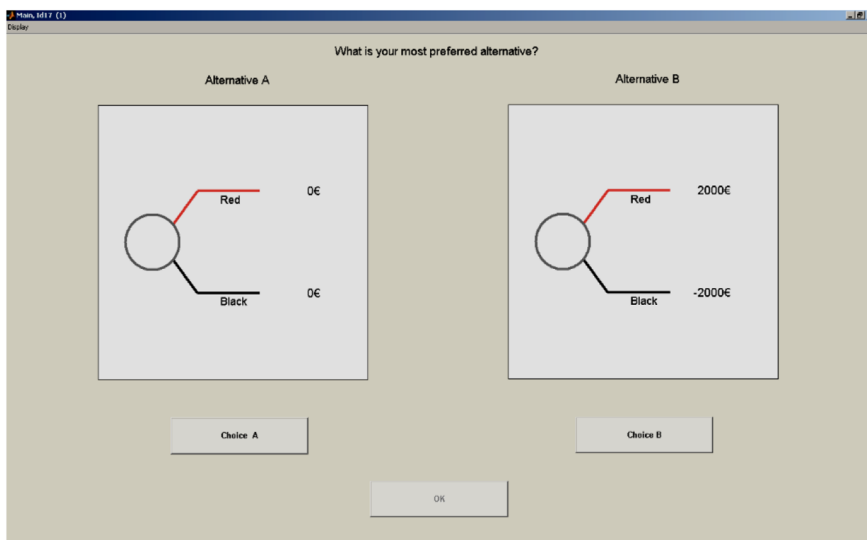 Main, Id17 (1)
Display
What is your most preferred alternative?
Alternative A
Alternative B
0€
Red
0€
Black
2000€
Red
-2000€
Black
Choice A
Choice B
OK